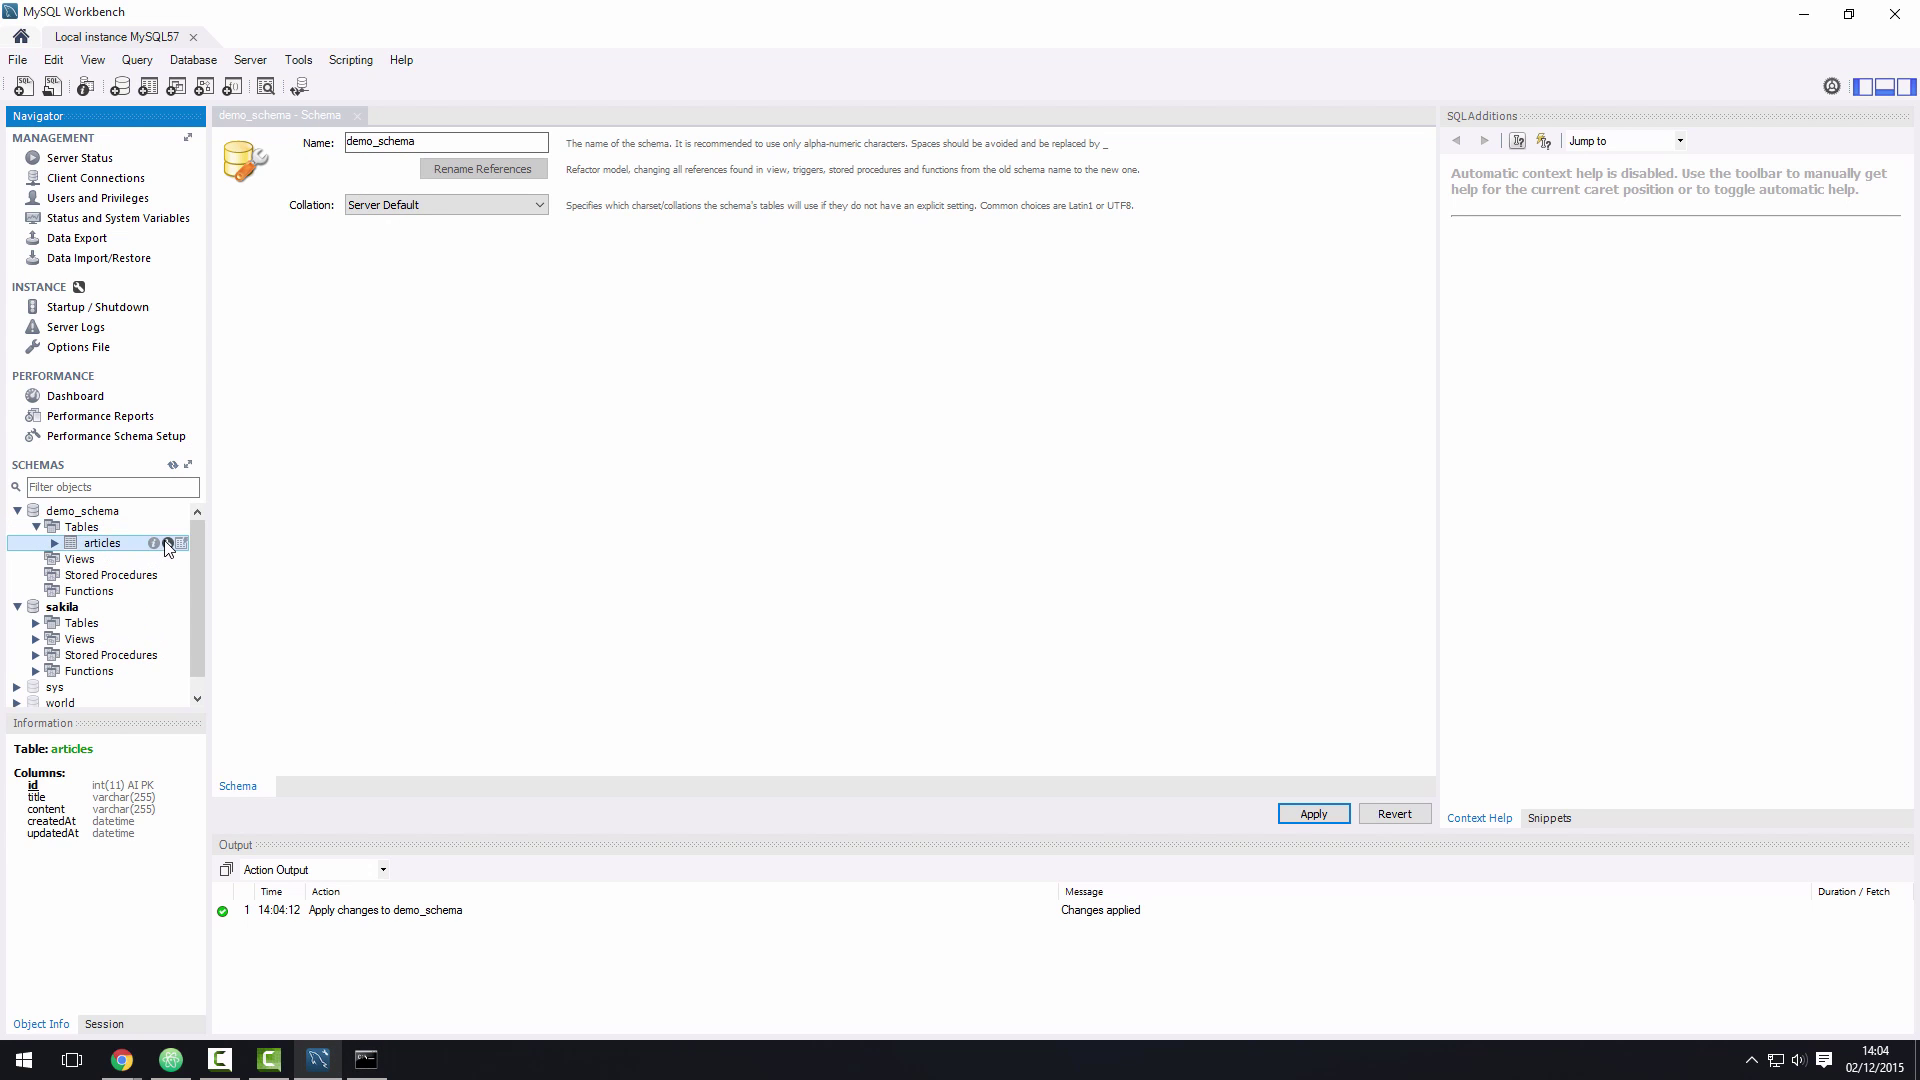 MySQL Workbench
Local instance MySQL57
File Edit View Query Database Server Tools Scripting Help
Navigator
MANAGEMENT
Server Status
Client Connections
Users and Privileges
Status and System Variables
Data Export
Data Import/Restore
INSTANCE
Startup / Shutdown
Server Logs
Options File
PERFORMANCE
Dashboard
Performance Reports
Performance Schema Setup
SCHEMAS
Filter objects
demo_schema
Tables
articles
Views
Stored Procedures
Functions
sakila
Tables
Views
Stored Procedures
Functions
sys
world
Information
Table: articles
Columns:
id int(11) AI PK
title varchar(255)
content varchar(255)
createdAt datetime
updatedAt datetime
Object Info Session
demo_schema - Schema
Name: demo_schema The name of the schema. It is recommended to use only alpha-numeric characters. Spaces should be avoided and be replaced by _
Rename References Refactor model, changing all references found in view, triggers, stored procedures and functions from the old schema name to the new one.
Collation: Server Default Specifies which charset/collations the schema's tables will use if they do not have an explicit setting. Common choices are Latin1 or UTF8.
Schema
Apply Revert
SQLAdditions
Jump to
Automatic context help is disabled. Use the toolbar to manually get
help for the current caret position or to toggle automatic help.
Context Help Snippets
Output
Action Output
Time Action Message Duration / Fetch
1 14:04:12 Apply changes to demo_schema Changes applied
14:04
02/12/2015